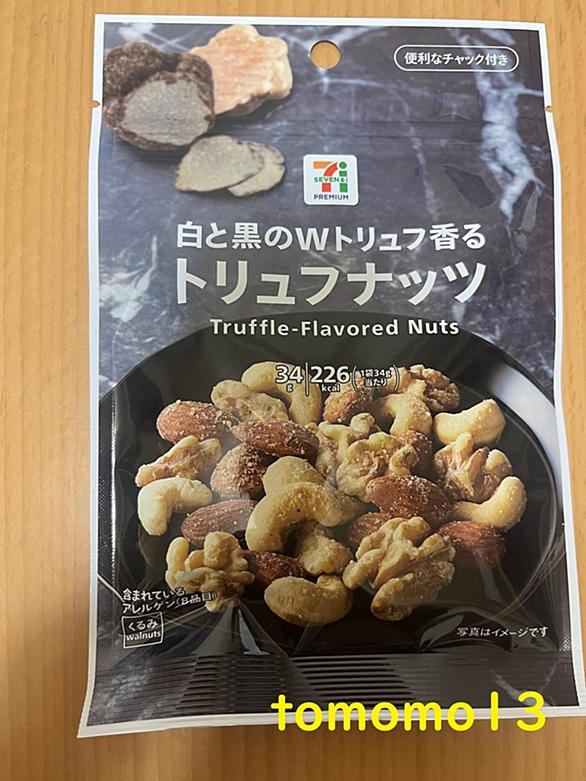 便利なチャック付き
7i
SEVEN&i
PREMIUM
白と黒のWトリュフ香る
トリュフナッツ
Truffle-Flavored Nuts
34g 226kcal (1袋34g当たり)
含まれている
アレルゲン(8品目)
くるみ
walnuts
写真はイメージです
tomomo13